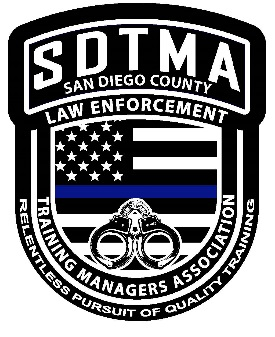 SDTMA
SAN DIEGO COUNTY
LAW ENFORCEMENT
TRAINING MANAGERS ASSOCIATION
RELENTLESS PURSUIT OF QUALITY TRAINING